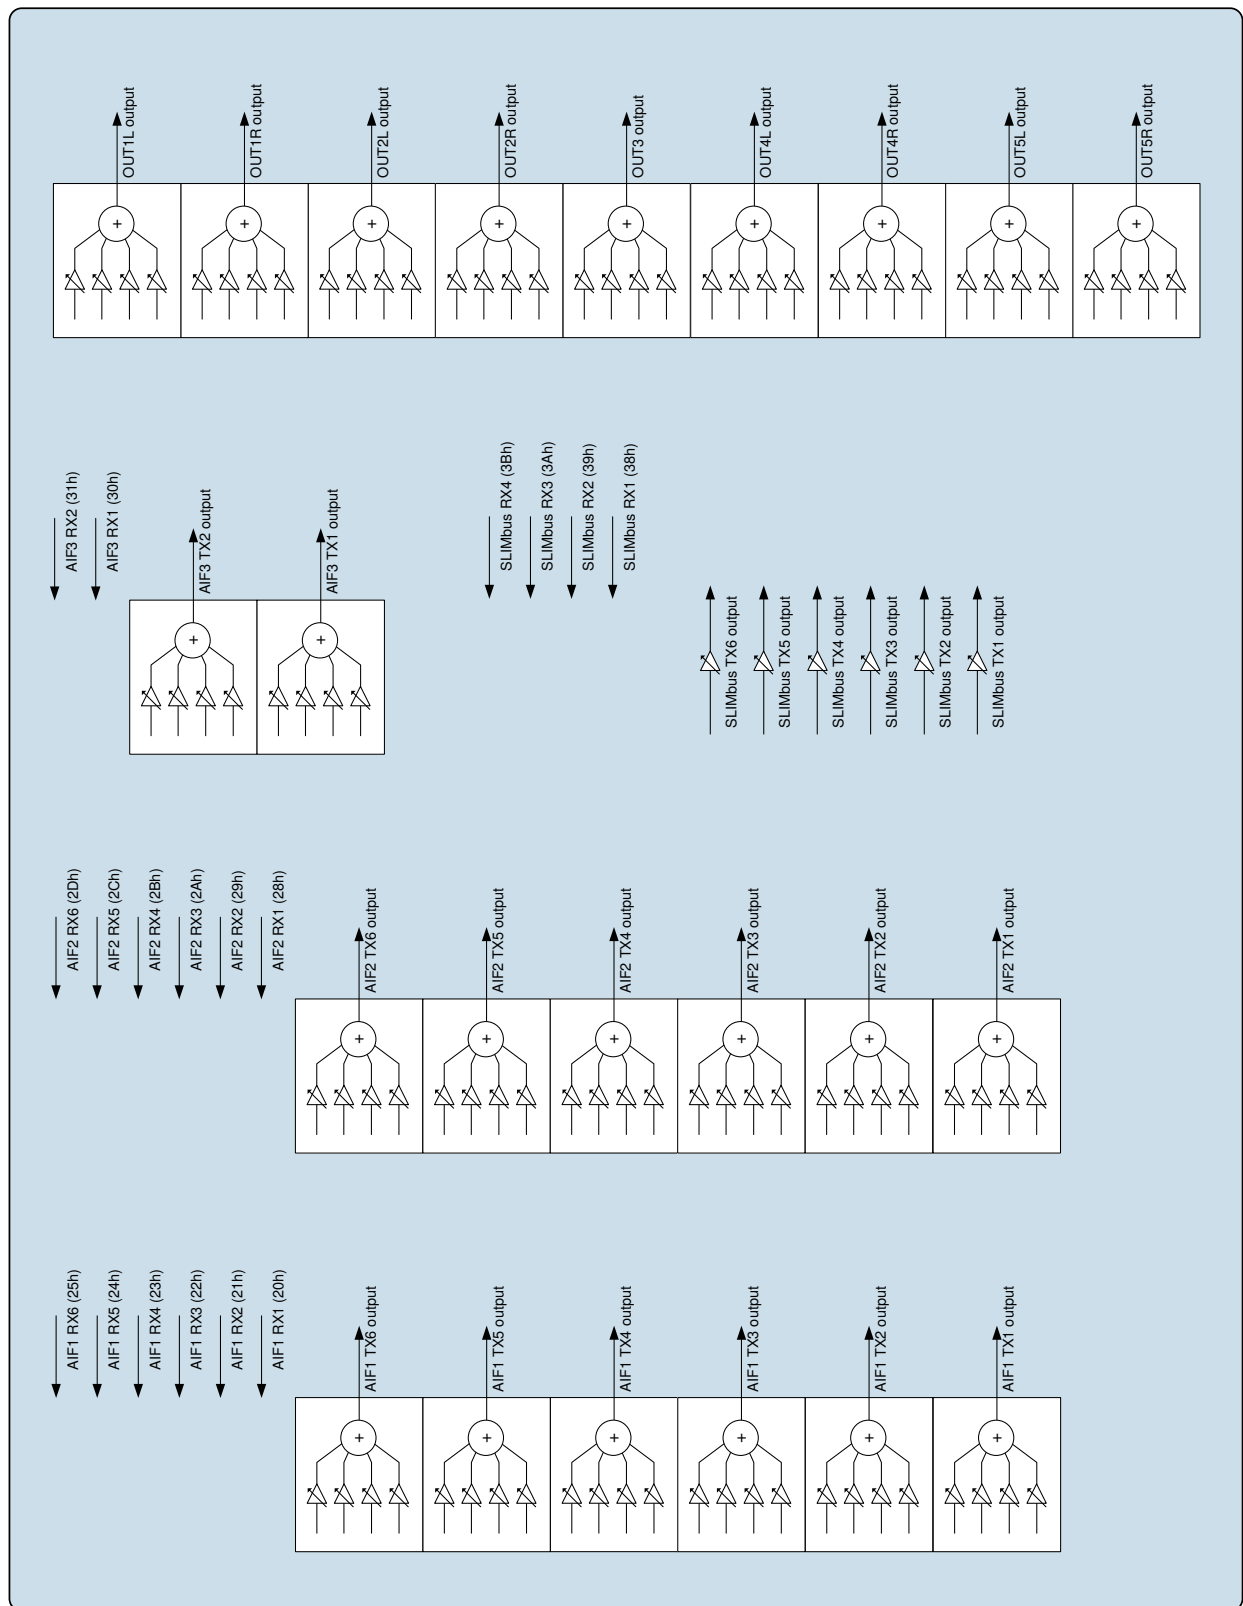 OUT1L output
OUT1R output
OUT2L output
OUT2R output
OUT3 output
OUT4L output
OUT4R output
OUT5L output
OUT5R output
+
+
+
+
+
+
+
+
+
AIF3 RX2 (31h)
AIF3 RX1 (30h)
AIF3 TX2 output
AIF3 TX1 output
+
+
SLIMbus RX4 (3Bh)
SLIMbus RX3 (3Ah)
SLIMbus RX2 (39h)
SLIMbus RX1 (38h)
SLIMbus TX6 output
SLIMbus TX5 output
SLIMbus TX4 output
SLIMbus TX3 output
SLIMbus TX2 output
SLIMbus TX1 output
AIF2 RX6 (2Dh)
AIF2 RX5 (2Ch)
AIF2 RX4 (2Bh)
AIF2 RX3 (2Ah)
AIF2 RX2 (29h)
AIF2 RX1 (28h)
AIF2 TX6 output
AIF2 TX5 output
AIF2 TX4 output
AIF2 TX3 output
AIF2 TX2 output
AIF2 TX1 output
+
+
+
+
+
+
AIF1 RX6 (25h)
AIF1 RX5 (24h)
AIF1 RX4 (23h)
AIF1 RX3 (22h)
AIF1 RX2 (21h)
AIF1 RX1 (20h)
AIF1 TX6 output
AIF1 TX5 output
AIF1 TX4 output
AIF1 TX3 output
AIF1 TX2 output
AIF1 TX1 output
+
+
+
+
+
+